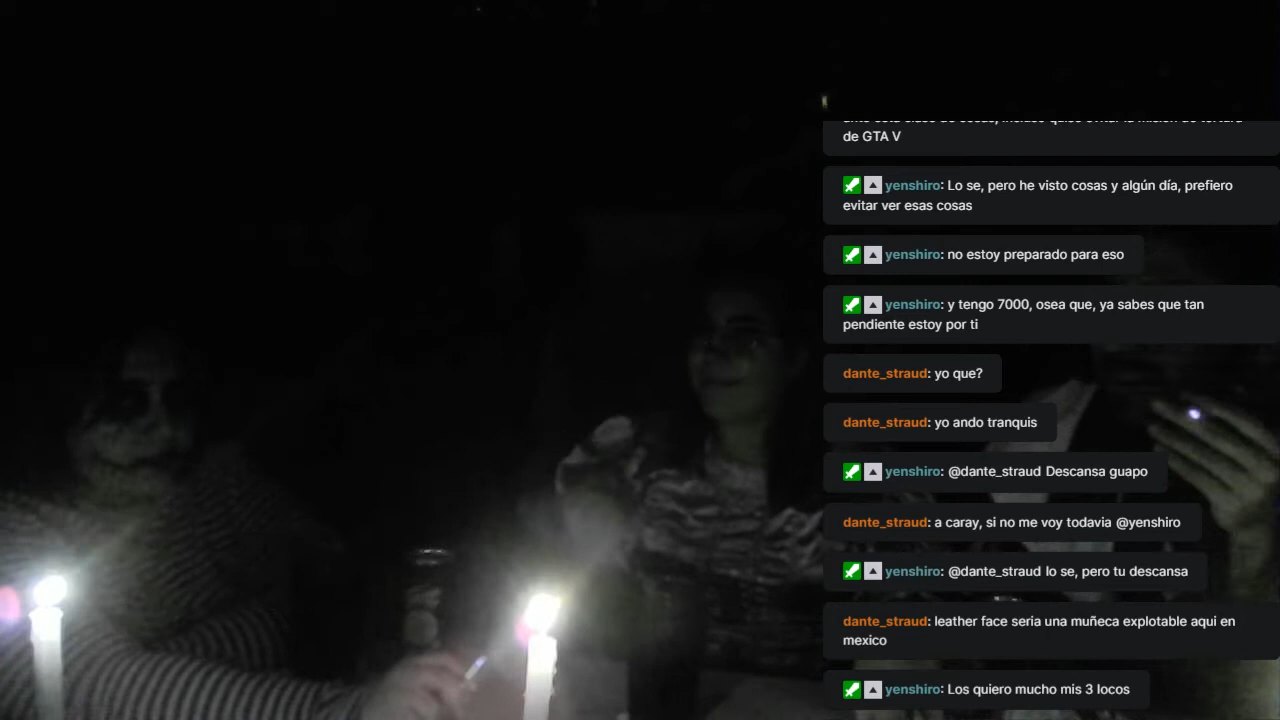 de GTA V
yenshiro: Lo se, pero he visto cosas y algún día, prefiero
evitar ver esas cosas
yenshiro: no estoy preparado para eso
yenshiro: y tengo 7000, osea que, ya sabes que tan
pendiente estoy por ti
dante_straud: yo que?
dante_straud: yo ando tranquis
yenshiro: @dante_straud Descansa guapo
dante_straud: a caray, si no me voy todavia @yenshiro
yenshiro: @dante_straud lo se, pero tu descansa
dante_straud: leather face seria una muñeca explotable aqui en
mexico
yenshiro: Los quiero mucho mis 3 locos